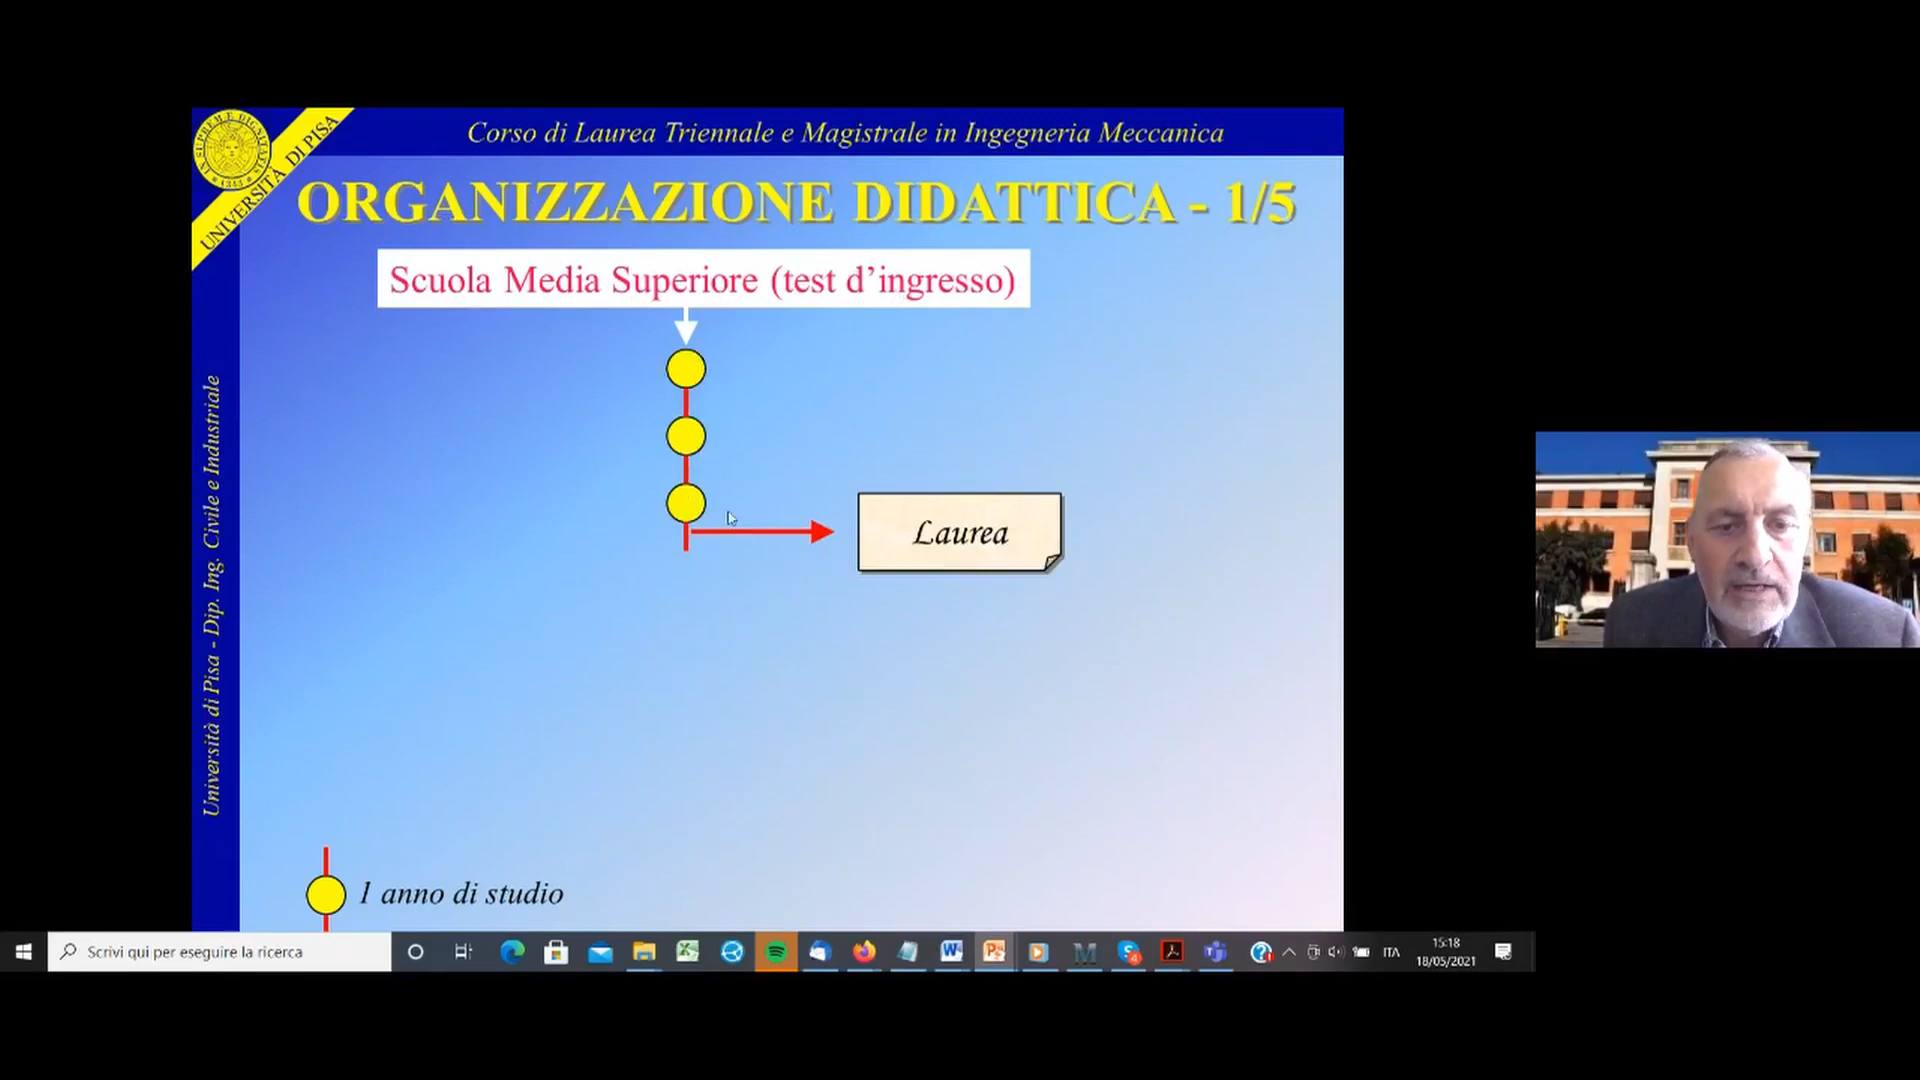 Corso di Laurea Triennale e Magistrale in Ingegneria Meccanica
UNIVERSITÀ DI PISA
ORGANIZZAZIONE DIDATTICA - 1/5
Scuola Media Superiore (test d'ingresso)
Laurea
Università di Pisa - Dip. Ing. Civile e Industriale
1 anno di studio
Scrivi qui per eseguire la ricerca
ITA
15:18
18/05/2021